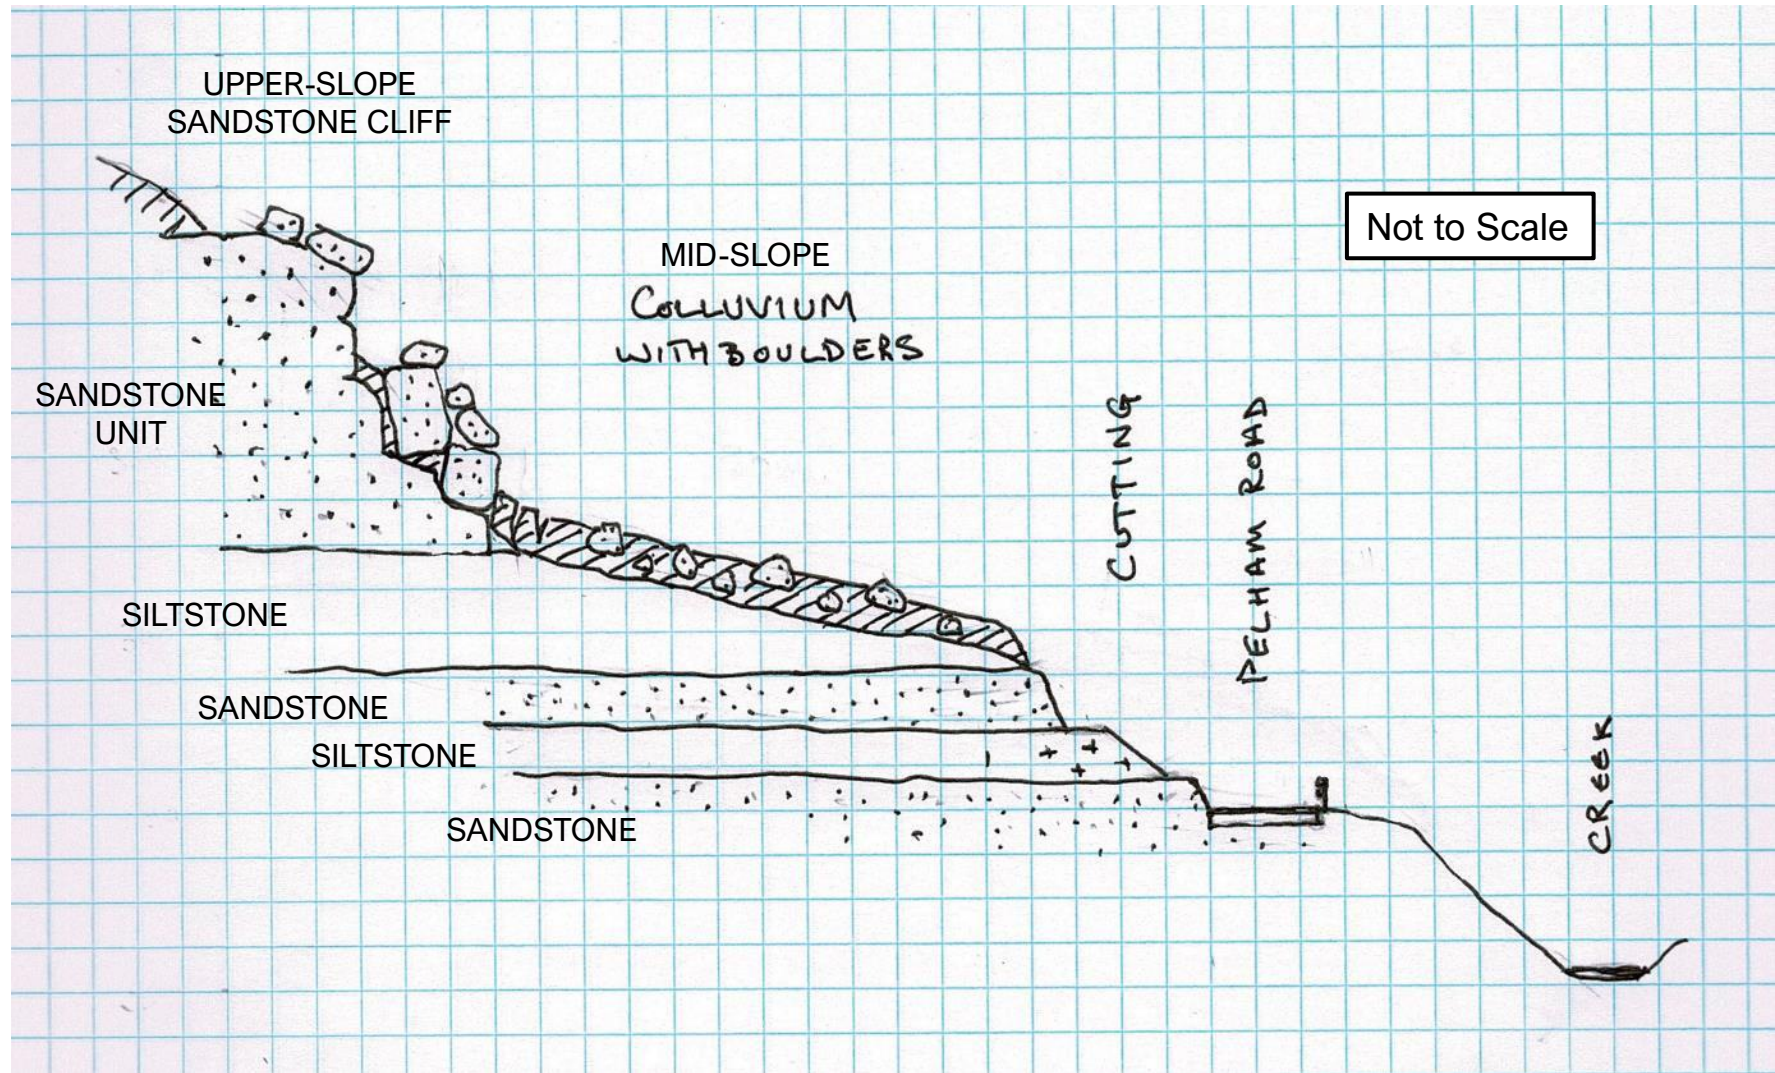 UPPER-SLOPE
SANDSTONE CLIFF
Not to Scale
MID-SLOPE
COLLUVIUM
WITH BOULDERS
SANDSTONE
UNIT
CUTTING
PELHAM ROAD
SILTSTONE
SANDSTONE
SILTSTONE
SANDSTONE
CREEK